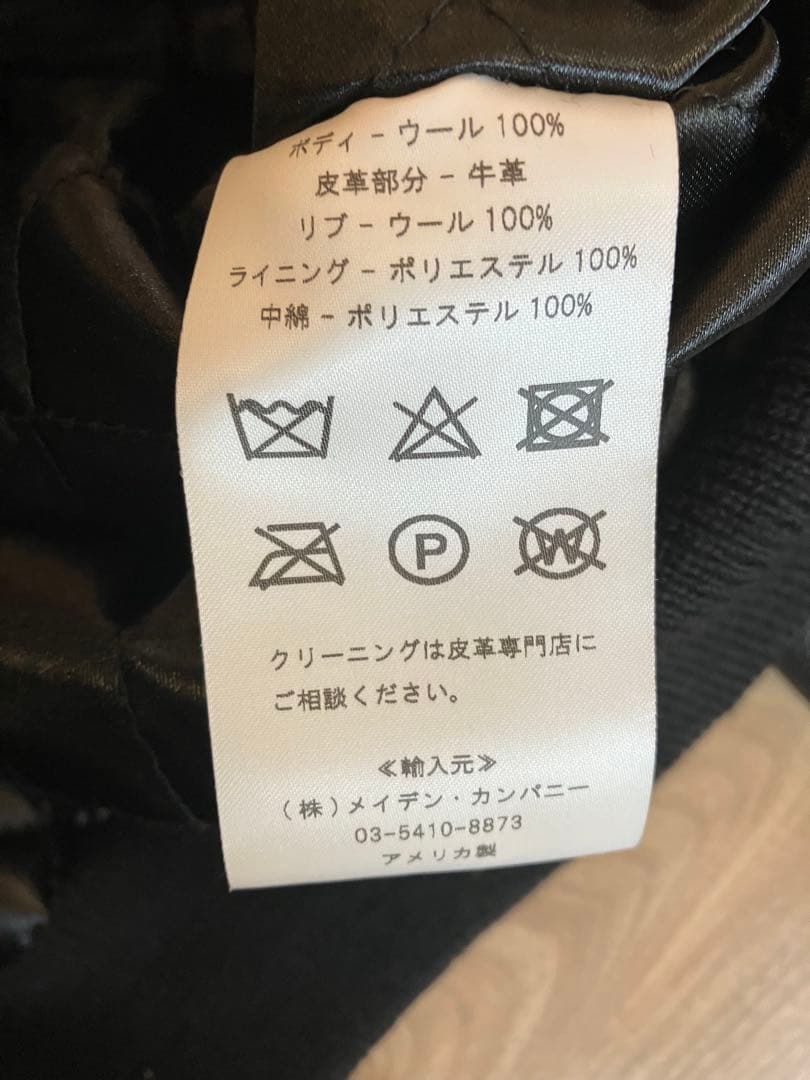 ボディ - ウール 100%
皮革部分 - 牛革
リブ - ウール 100%
ライニング - ポリエステル 100%
中綿 - ポリエステル 100%
P
W
クリーニングは皮革専門店に
ご相談ください。
≪輸入元≫
(株)メイデン・カンパニー
03-5410-8873
アメリカ製